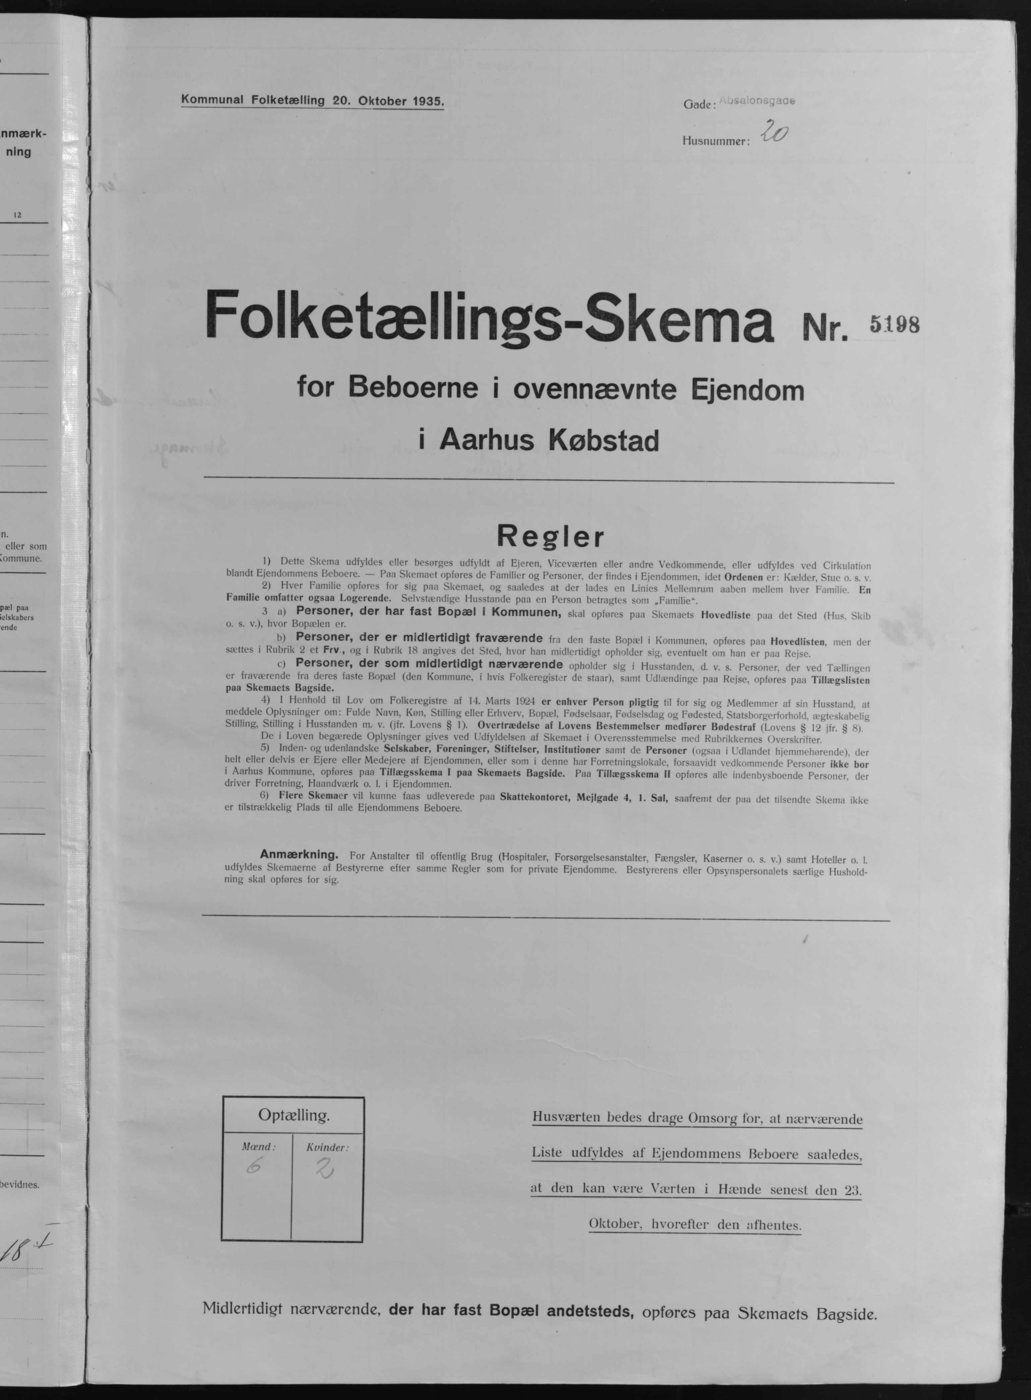 nmærk-
ning
12
n.
eller som
Kommune.
pæl paa
selskabers
ende
bevidnes.
18
Kommunal Folketælling 20. Oktober 1935.
Gade: Absalonsgade
Husnummer: 20
Folketællings-Skema Nr. 5198
for Beboerne i ovennævnte Ejendom
i Aarhus Købstad
Regler
1) Dette Skema udfyldes eller besørges udfyldt af Ejeren, Viceværten eller andre Vedkommende, eller udfyldes ved Cirkulation
blandt Ejendommens Beboere. — Paa Skemaet opføres de Familier og Personer, der findes i Ejendommen, idet Ordenen er: Kælder, Stue o. s. v.
2) Hver Familie opføres for sig paa Skemaet, og saaledes at der lades en Linies Mellemrum aaben mellem hver Familie. En
Familie omfatter ogsaa Logerende. Selvstændige Husstande paa en Person betragtes som „Familie“.
3 a) Personer, der har fast Bopæl i Kommunen, skal opføres paa Skemaets Hovedliste paa det Sted (Hus, Skib
o. s. v.), hvor Bopælen er.
b) Personer, der er midlertidigt fraværende fra den faste Bopæl i Kommunen, opføres paa Hovedlisten, men der
sættes i Rubrik 2 et Frv., og i Rubrik 18 angives det Sted, hvor han midlertidigt opholder sig, eventuelt om han er paa Rejse.
c) Personer, der som midlertidigt nærværende opholder sig i Husstanden, d. v. s. Personer, der ved Tællingen
er fraværende fra deres faste Bopæl (den Kommune, i hvis Folkeregister de staar), samt Udlændinge paa Rejse, opføres paa Tillægslisten
paa Skemaets Bagside.
4) I Henhold til Lov om Folkeregistre af 14. Marts 1924 er enhver Person pligtig til for sig og Medlemmer af sin Husstand, at
meddele Oplysninger om: Fulde Navn, Køn, Stilling eller Erhverv, Bopæl, Fødselsaar, Fødselsdag og Fødested, Statsborgerforhold, ægteskabelig
Stilling, Stilling i Husstanden m. v. (jfr. Lovens § 1). Overtrædelse af Lovens Bestemmelser medfører Bødestraf (Lovens § 12 jfr. § 8).
De i Loven begærede Oplysninger gives ved Udfyldelsen af Skemaet i Overensstemmelse med Rubrikkernes Overskrifter.
5) Inden- og udenlandske Selskaber, Foreninger, Stiftelser, Institutioner samt de Personer (ogsaa i Udlandet hjemmehørende), der
helt eller delvis er Ejere eller Medejere af Ejendommen, eller som i denne har Forretningslokale, forsaavidt vedkommende Personer ikke bor
i Aarhus Kommune, opføres paa Tillægsskema I paa Skemaets Bagside. Paa Tillægsskema II opføres alle indenbysboende Personer, der
driver Forretning, Haandværk o. l. i Ejendommen.
6) Flere Skemaer vil kunne faas udleverede paa Skattekontoret, Mejlgade 4, 1. Sal, saafremt der paa det tilsendte Skema ikke
er tilstrækkelig Plads til alle Ejendommens Beboere.
Anmærkning. For Anstalter til offentlig Brug (Hospitaler, Forsørgelsesanstalter, Fængsler, Kaserner o. s. v.) samt Hoteller o. l.
udfyldes Skemaerne af Bestyrerne efter samme Regler som for private Ejendomme. Bestyrerens eller Opsynspersonalets særlige Hushold-
ning skal opføres for sig.
Optælling.
Mænd: Kvinder:
6 2
Husværten bedes drage Omsorg for, at nærværende
Liste udfyldes af Ejendommens Beboere saaledes,
at den kan være Værten i Hænde senest den 23.
Oktober, hvorefter den afhentes.
Midlertidigt nærværende, der har fast Bopæl andetsteds, opføres paa Skemaets Bagside.